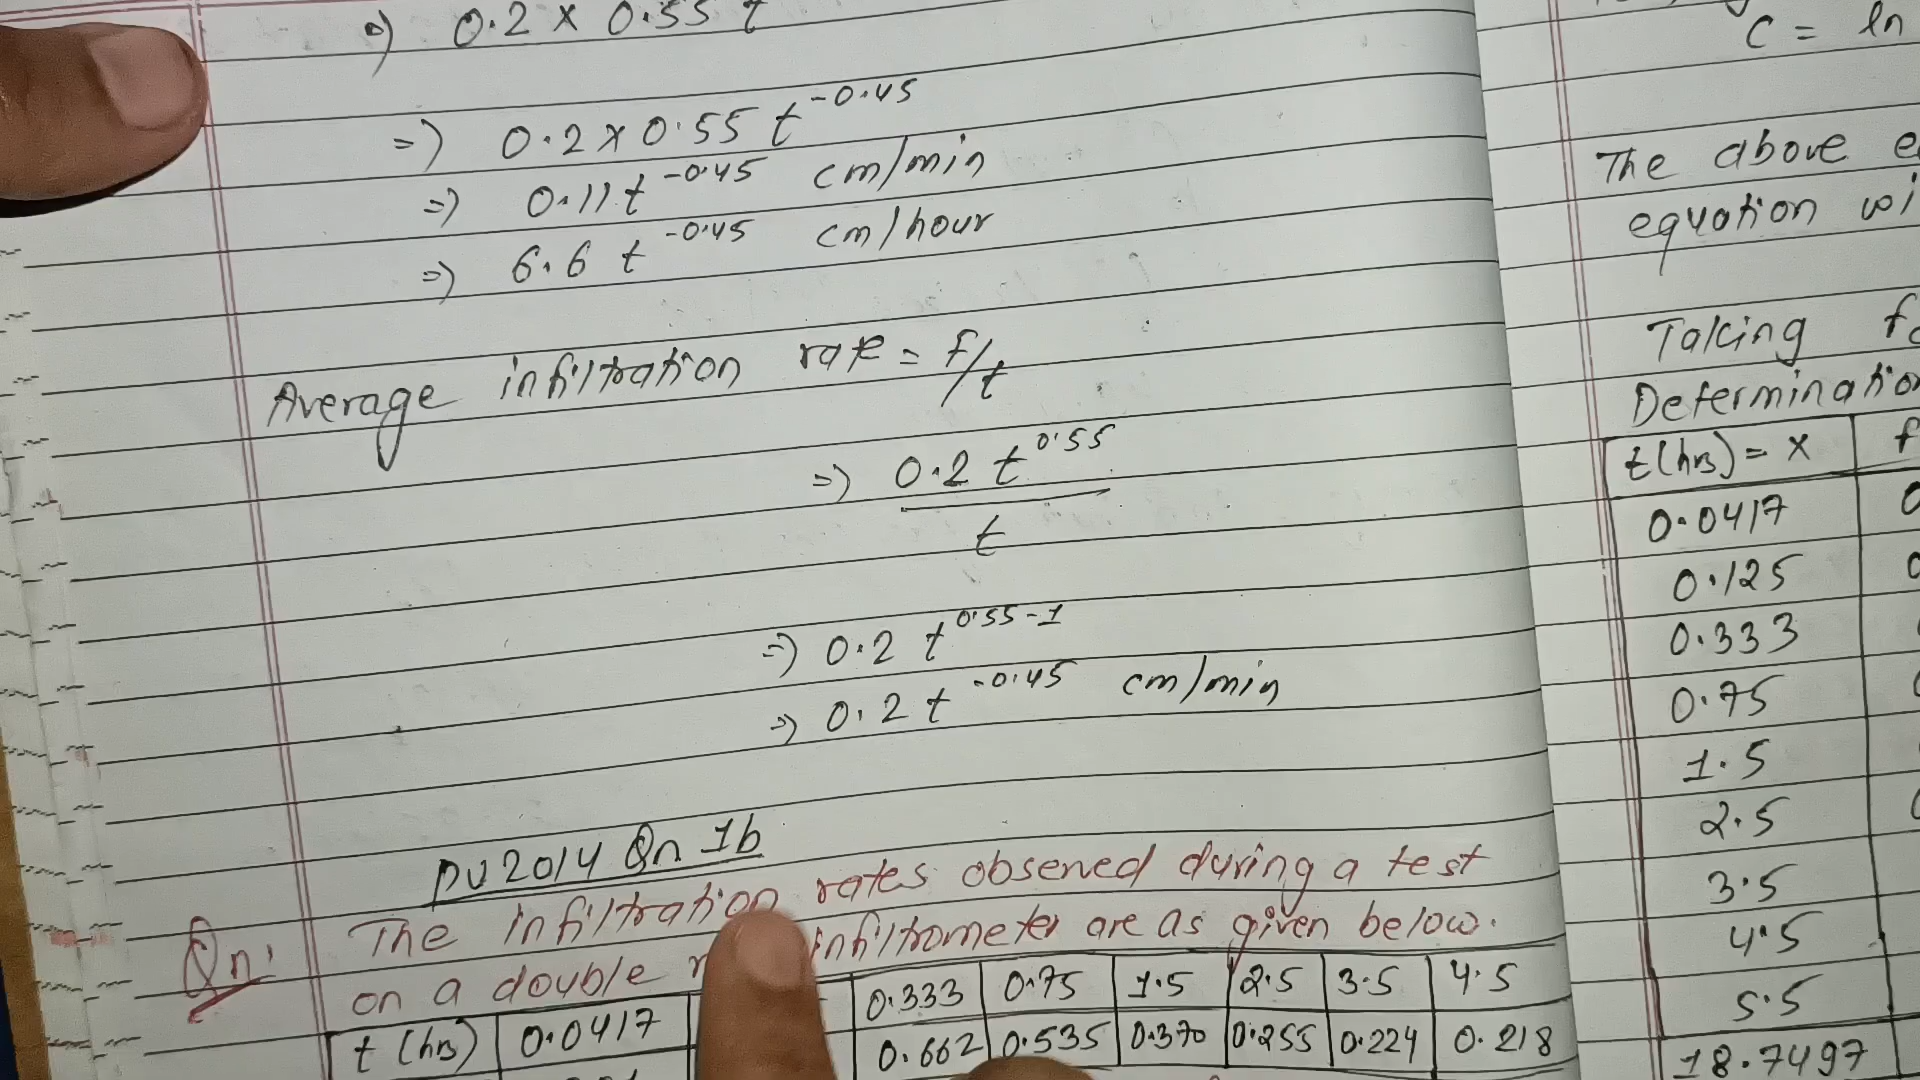 =) 0.2 x 0.55 t
=) 0.2 x 0.55 t^-0.45
=) 0.11 t^-0.45 cm/min
=) 6.6 t^-0.45 cm/hour
Average infiltration rate = f/t
=) 0.2 t^0.55
t
=) 0.2 t^0.55-1
=) 0.2 t^-0.45 cm/min
PU 2014 Qn 1b
Qn: The infiltration rates observed during a test
on a double infiltrometer are as given below.
t (hrs) 0.0417 0.333 0.75 1.5 2.5 3.5 4.5
0.662 0.535 0.370 0.255 0.224 0.218
C = ln
The above
equation
Taking
Determination
t (hrs) = x f
0.0417
0.125
0.333
0.75
1.5
2.5
3.5
4.5
5.5
18.7497